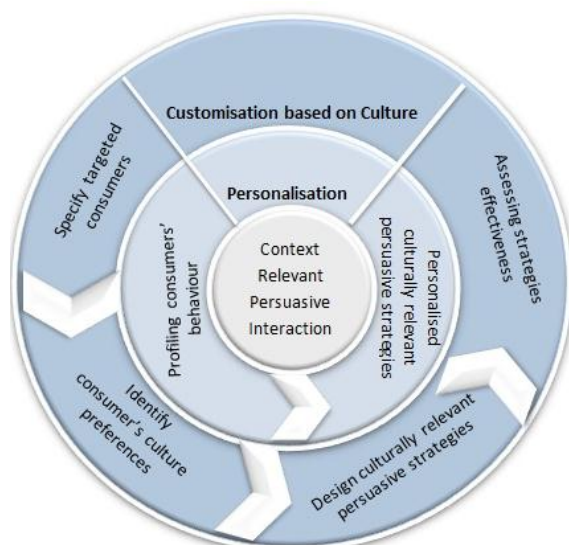 Customisation based on Culture
Personalisation
Context
Relevant
Persuasive
Interaction
Specify targeted
consumers
Identify
consumer's culture
preferences
Design culturally relevant
persuasive strategies
Assessing strategies
effectiveness
Profiling consumers'
behaviour
Personalised
culturally relevant
persuasive strategies